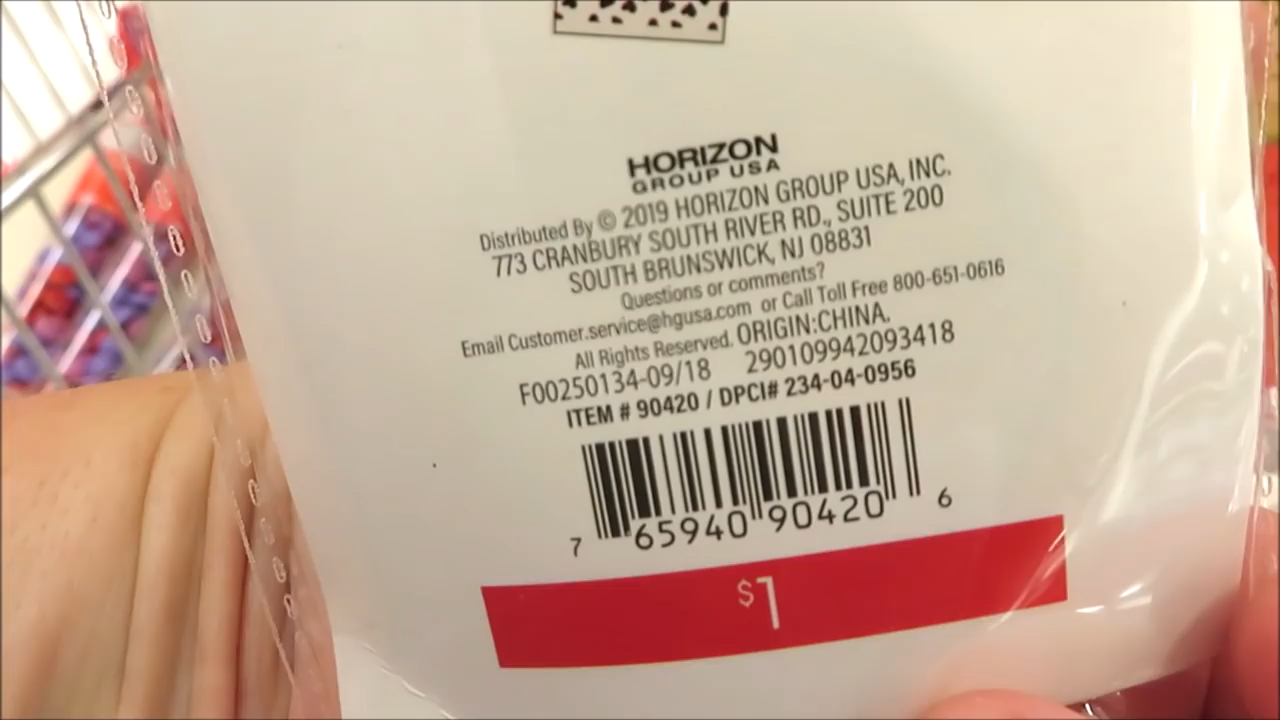 HORIZON
GROUP USA
Distributed By © 2019 HORIZON GROUP USA, INC.
773 CRANBURY SOUTH RIVER RD., SUITE 200
SOUTH BRUNSWICK, NJ 08831
Questions or comments?
Email Customer.service@hgusa.com or Call Toll Free 800-651-0616
All Rights Reserved. ORIGIN:CHINA.
F00250134-09/18 290109942093418
ITEM # 90420 / DPCI# 234-04-0956
7 65940 90420 6
$1